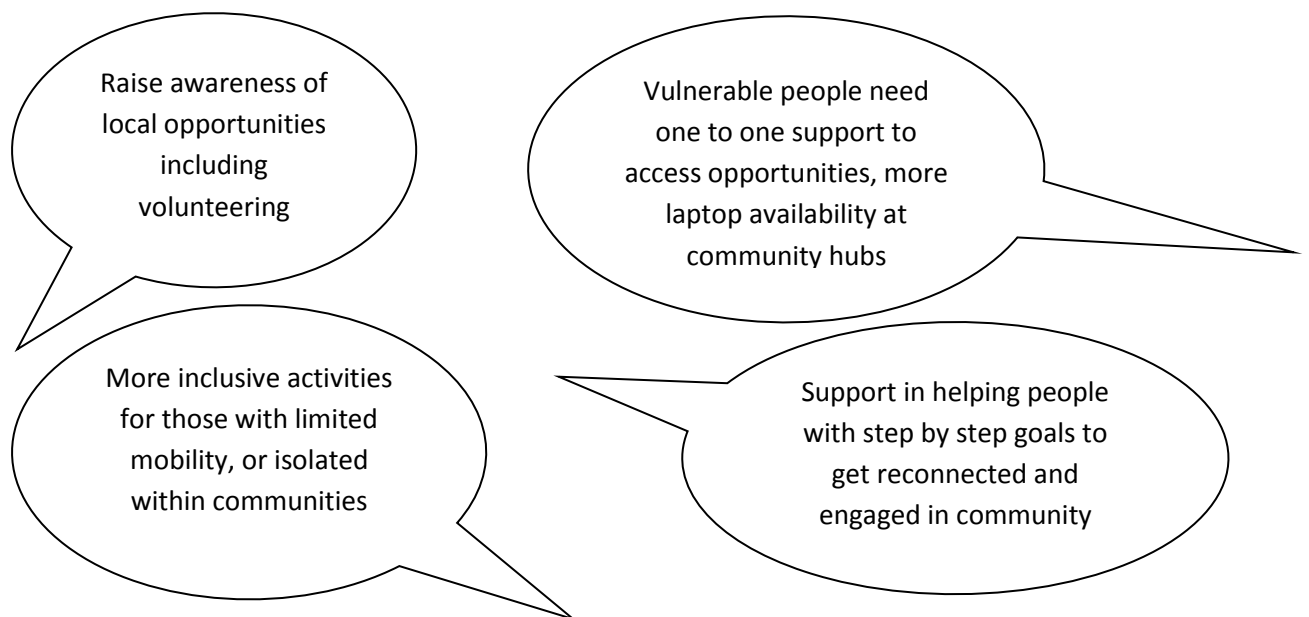 Raise awareness of
local opportunities
including
volunteering
Vulnerable people need
one to one support to
access opportunities, more
laptop availability at
community hubs
More inclusive activities
for those with limited
mobility, or isolated
within communities
Support in helping people
with step by step goals to
get reconnected and
engaged in community